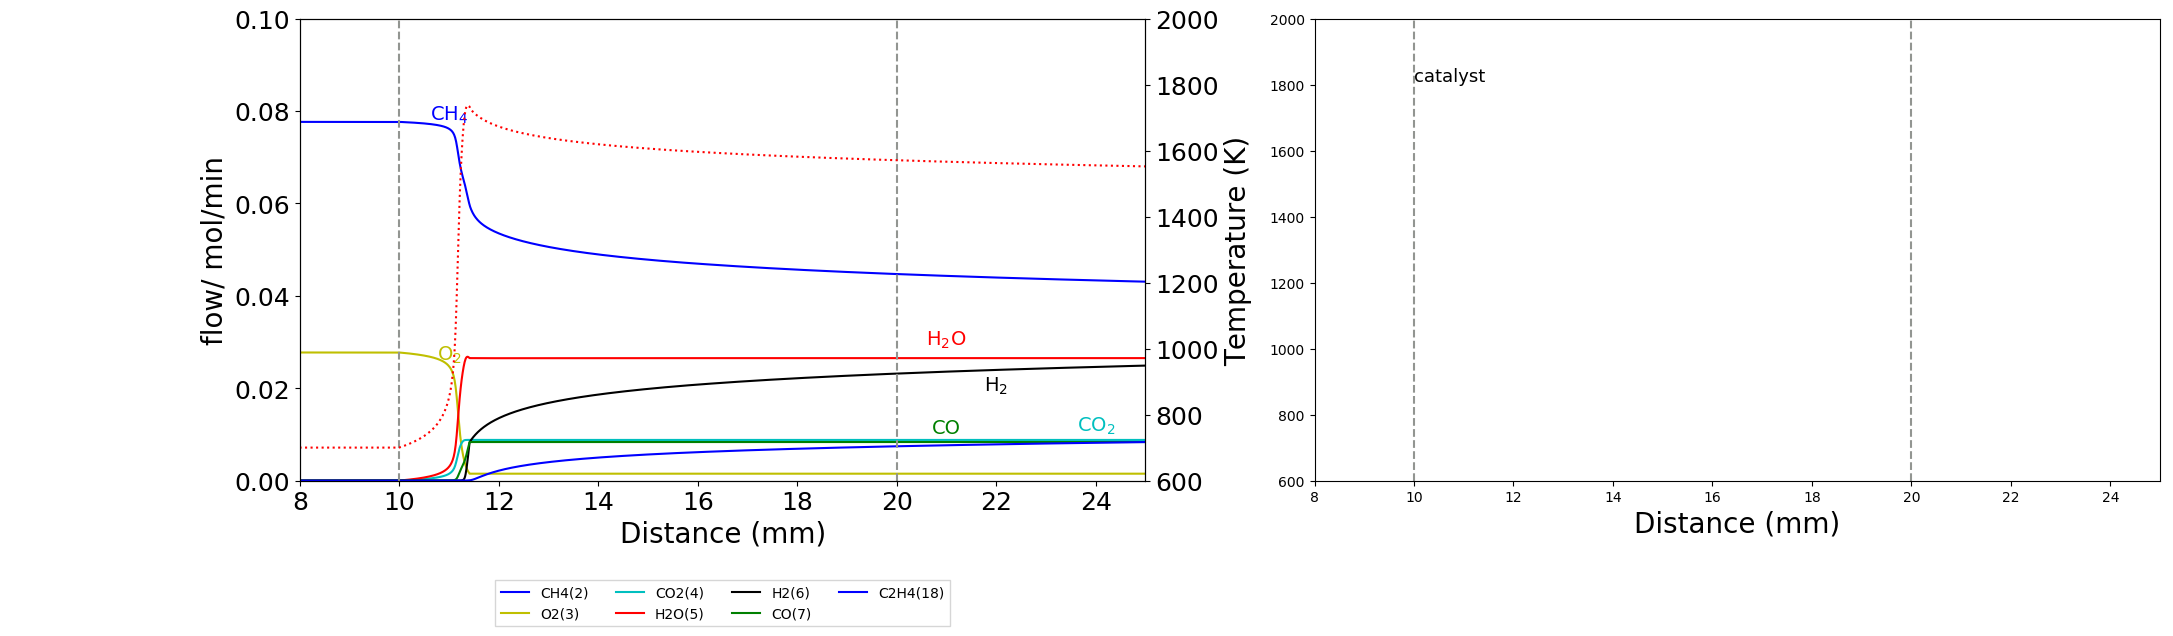 0.10
0.08
0.06
0.04
0.02
0.00
flow/ mol/min
8 10 12 14 16 18 20 22 24
Distance (mm)
2000
1800
1600
1400
1200
1000
800
600
Temperature (K)
CH₄
O₂
H₂O
H₂
CO
CO₂
CH4(2) CO2(4) H2(6) C2H4(18)
O2(3) H2O(5) CO(7)
2000
1800
1600
1400
1200
1000
800
600
catalyst
8 10 12 14 16 18 20 22 24
Distance (mm)